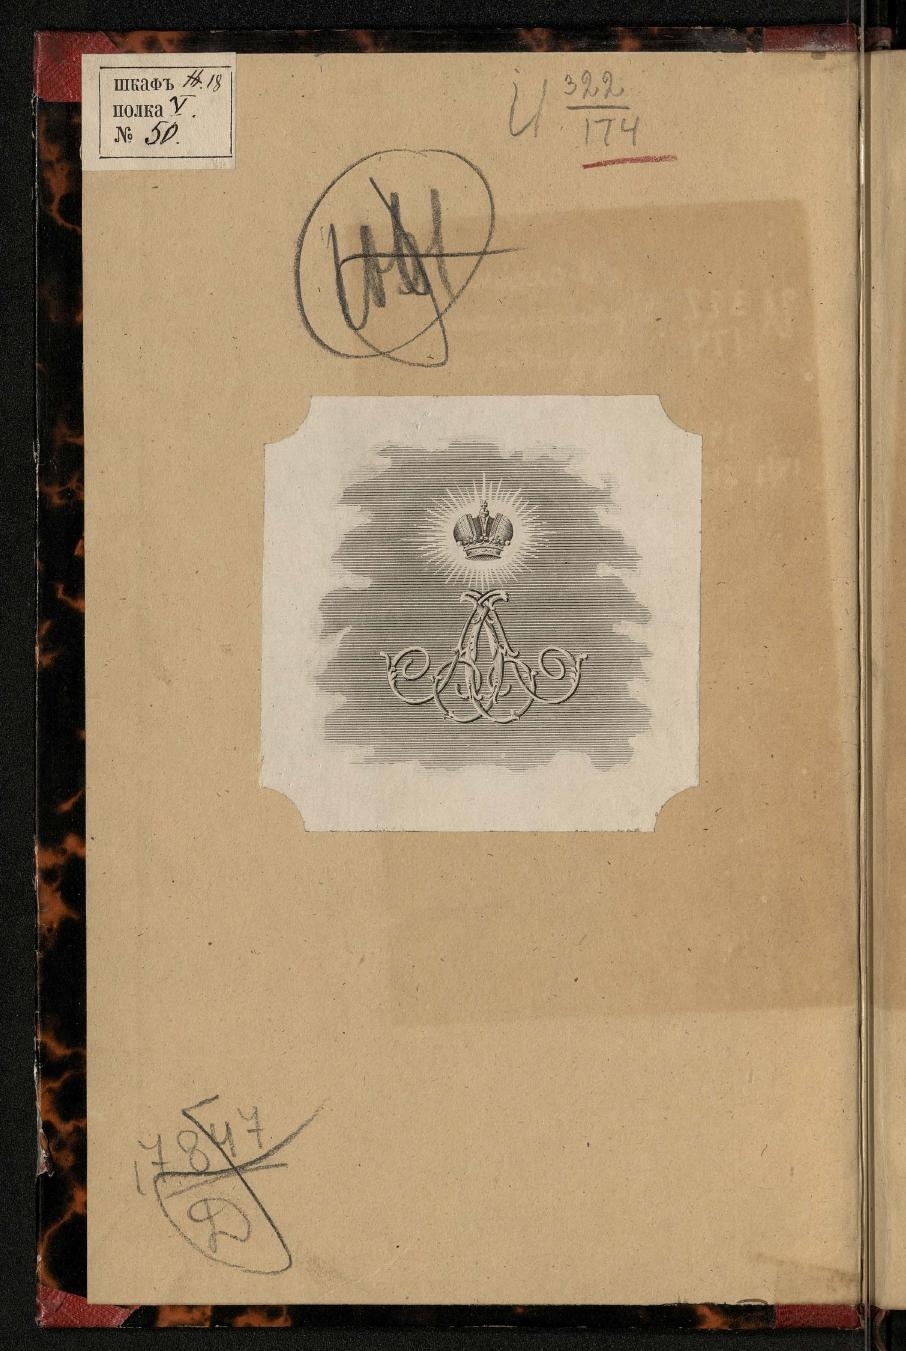 шкафъ 18
полка V.
№ 50.
И 322
174
17847
Д